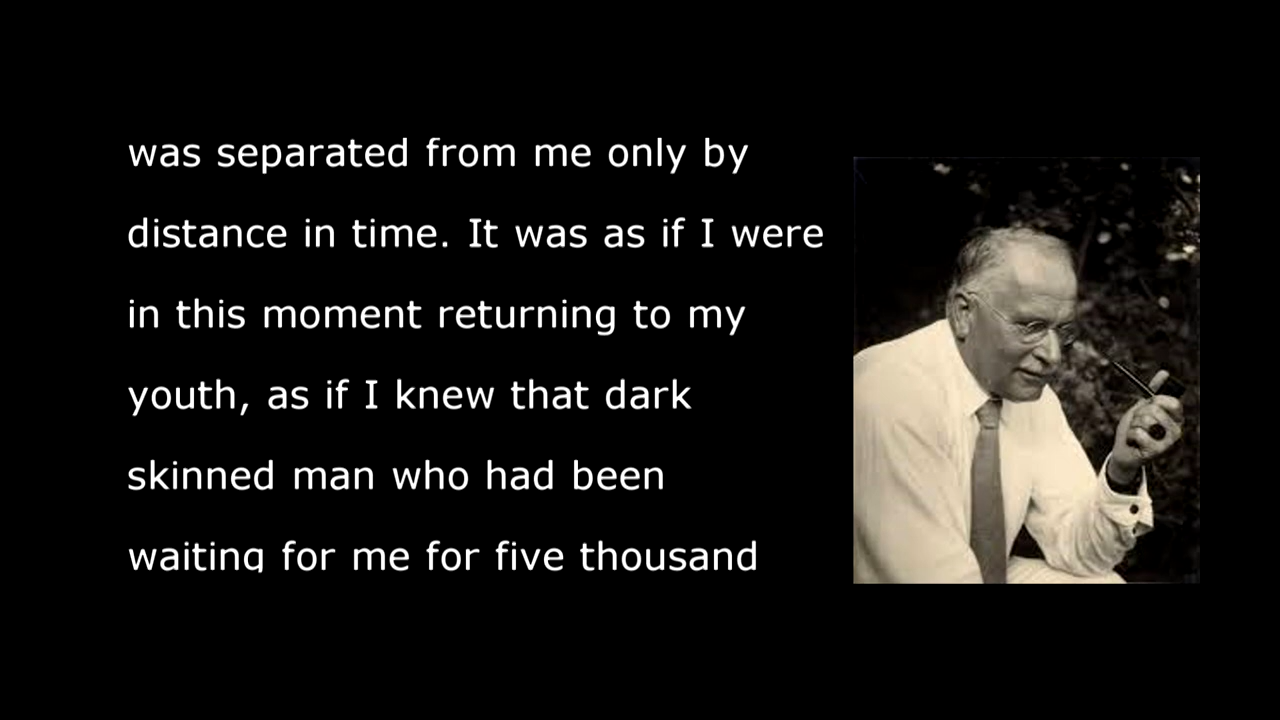 was separated from me only by
distance in time. It was as if I were
in this moment returning to my
youth, as if I knew that dark
skinned man who had been
waiting for me for five thousand